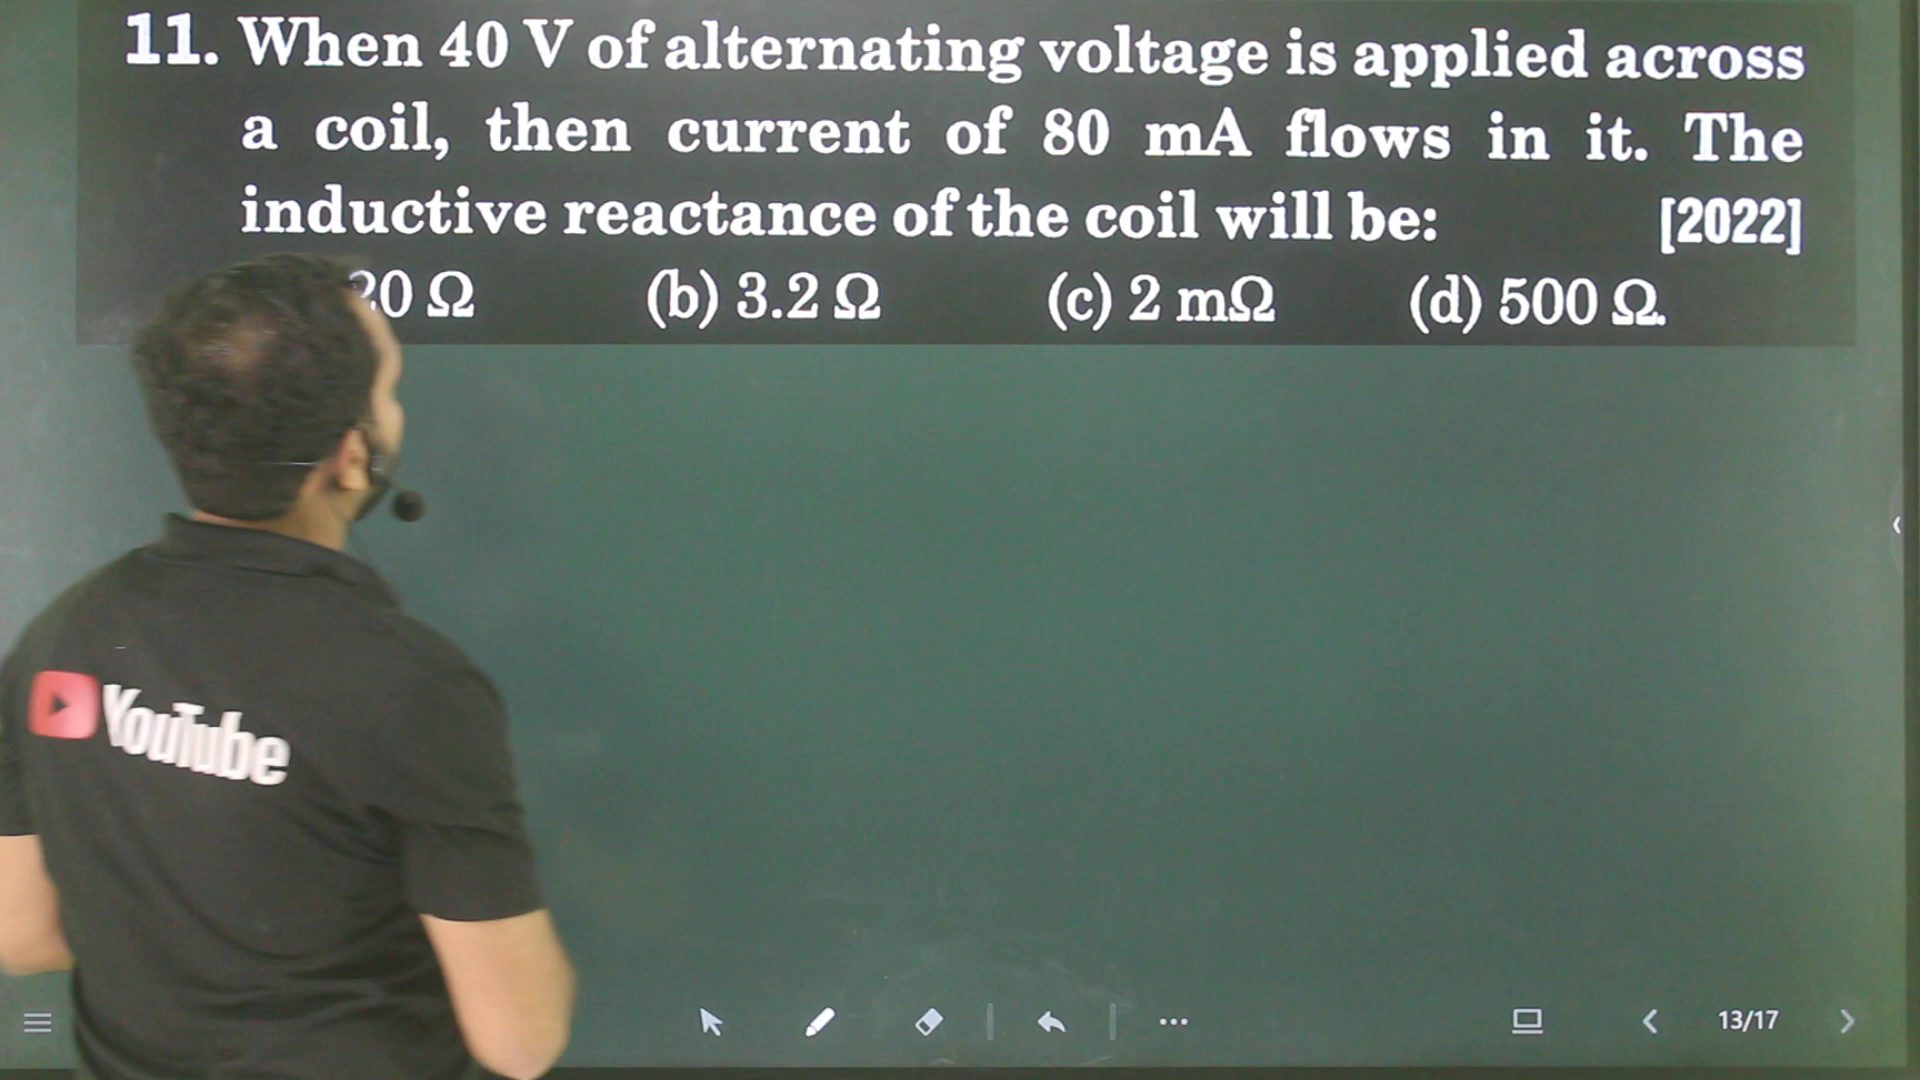 11. When 40 V of alternating voltage is applied across
a coil, then current of 80 mA flows in it. The
inductive reactance of the coil will be: [2022]
20 Ω (b) 3.2 Ω (c) 2 mΩ (d) 500 Ω.
YouTube
13/17